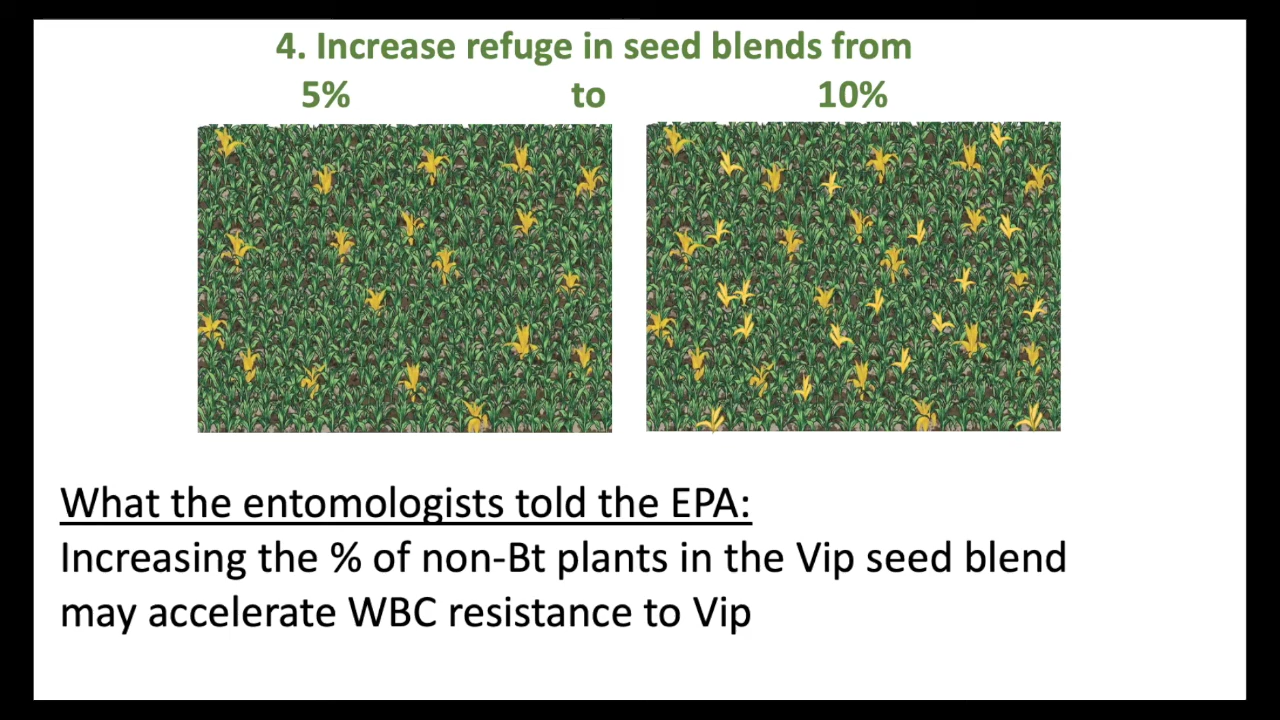 4. Increase refuge in seed blends from
5% to 10%
What the entomologists told the EPA:
Increasing the % of non-Bt plants in the Vip seed blend
may accelerate WBC resistance to Vip